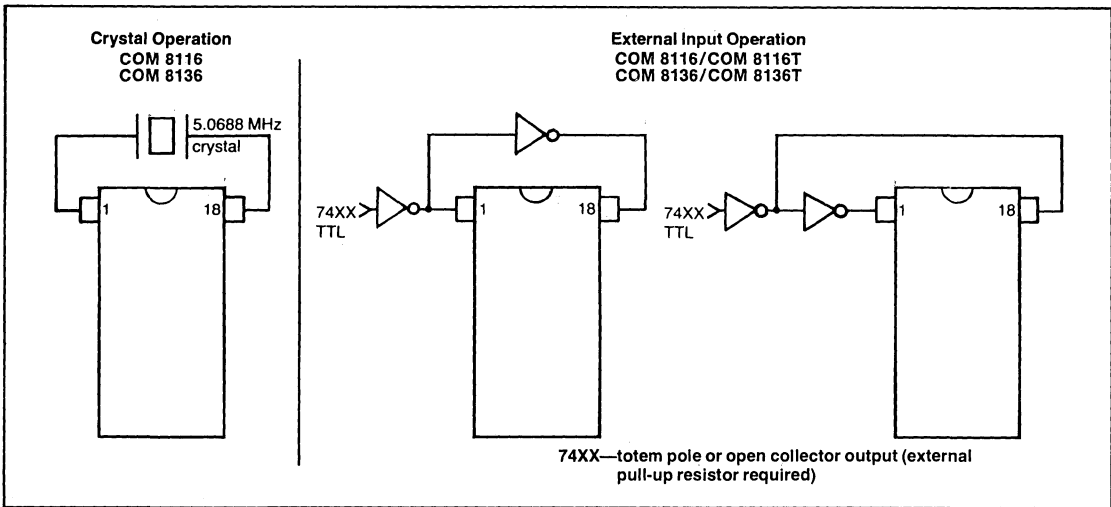 Crystal Operation
COM 8116
COM 8136
5.0688 MHz
crystal
1
18
External Input Operation
COM 8116/COM 8116T
COM 8136/COM 8136T
74XX
TTL
1
18
74XX
TTL
1
18
74XX—totem pole or open collector output (external
pull-up resistor required)